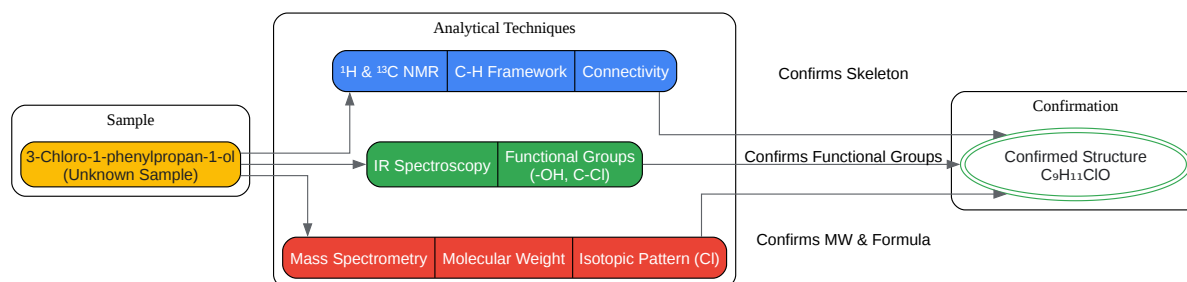 Analytical Techniques
¹H & ¹³C NMR
C-H Framework
Connectivity
Confirms Skeleton
Sample
3-Chloro-1-phenylpropan-1-ol
(Unknown Sample)
IR Spectroscopy
Functional Groups
(-OH, C-Cl)
Confirms Functional Groups
Confirmation
Confirmed Structure
C₉H₁₁ClO
Mass Spectrometry
Molecular Weight
Isotopic Pattern (Cl)
Confirms MW & Formula